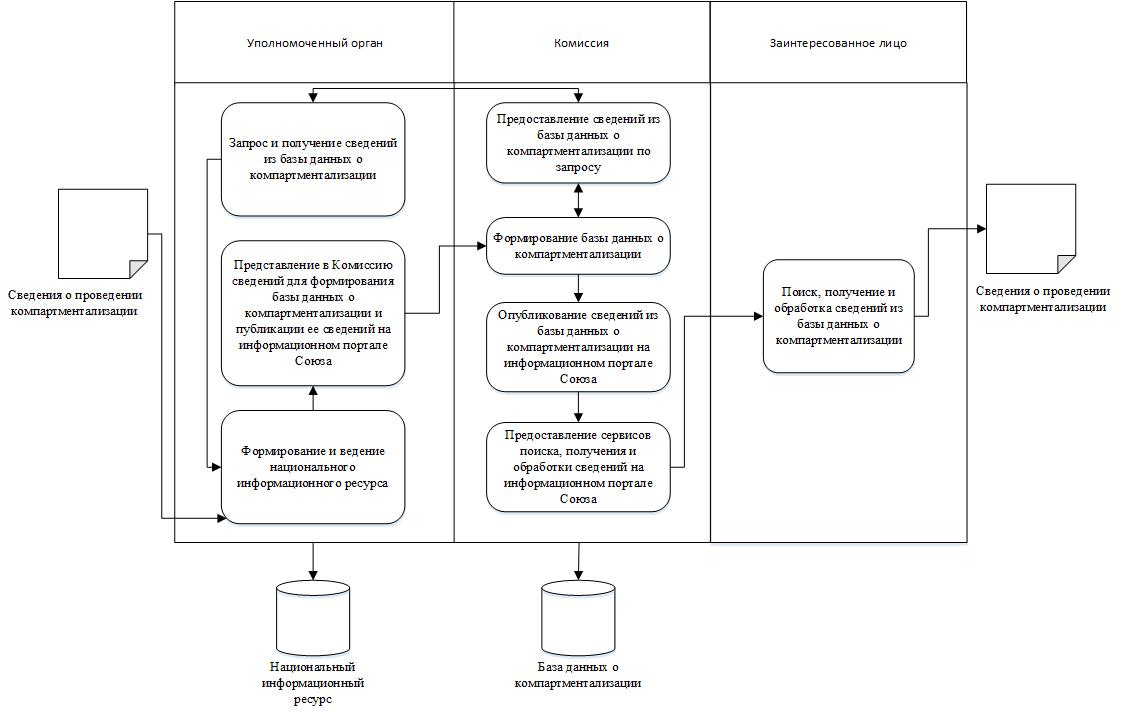 Уполномоченный орган
Комиссия
Заинтересованное лицо
Запрос и получение сведений
из базы данных о
компартментализации
Предоставление сведений из
базы данных о
компартментализации по
запросу
Формирование базы данных о
компартментализации
Представление в Комиссию
сведений для формирования
базы данных о
компартментализации и
публикации ее сведений на
информационном портале
Союза
Опубликование сведений из
базы данных о
компартментализации на
информационном портале
Союза
Поиск, получение и
обработка сведений из
базы данных о
компартментализации
Сведения о проведении
компартментализации
Сведения о проведении
компартментализации
Формирование и ведение
национального
информационного ресурса
Предоставление сервисов
поиска, получения и
обработки сведений на
информационном портале
Союза
Национальный
информационный
ресурс
База данных о
компартментализации